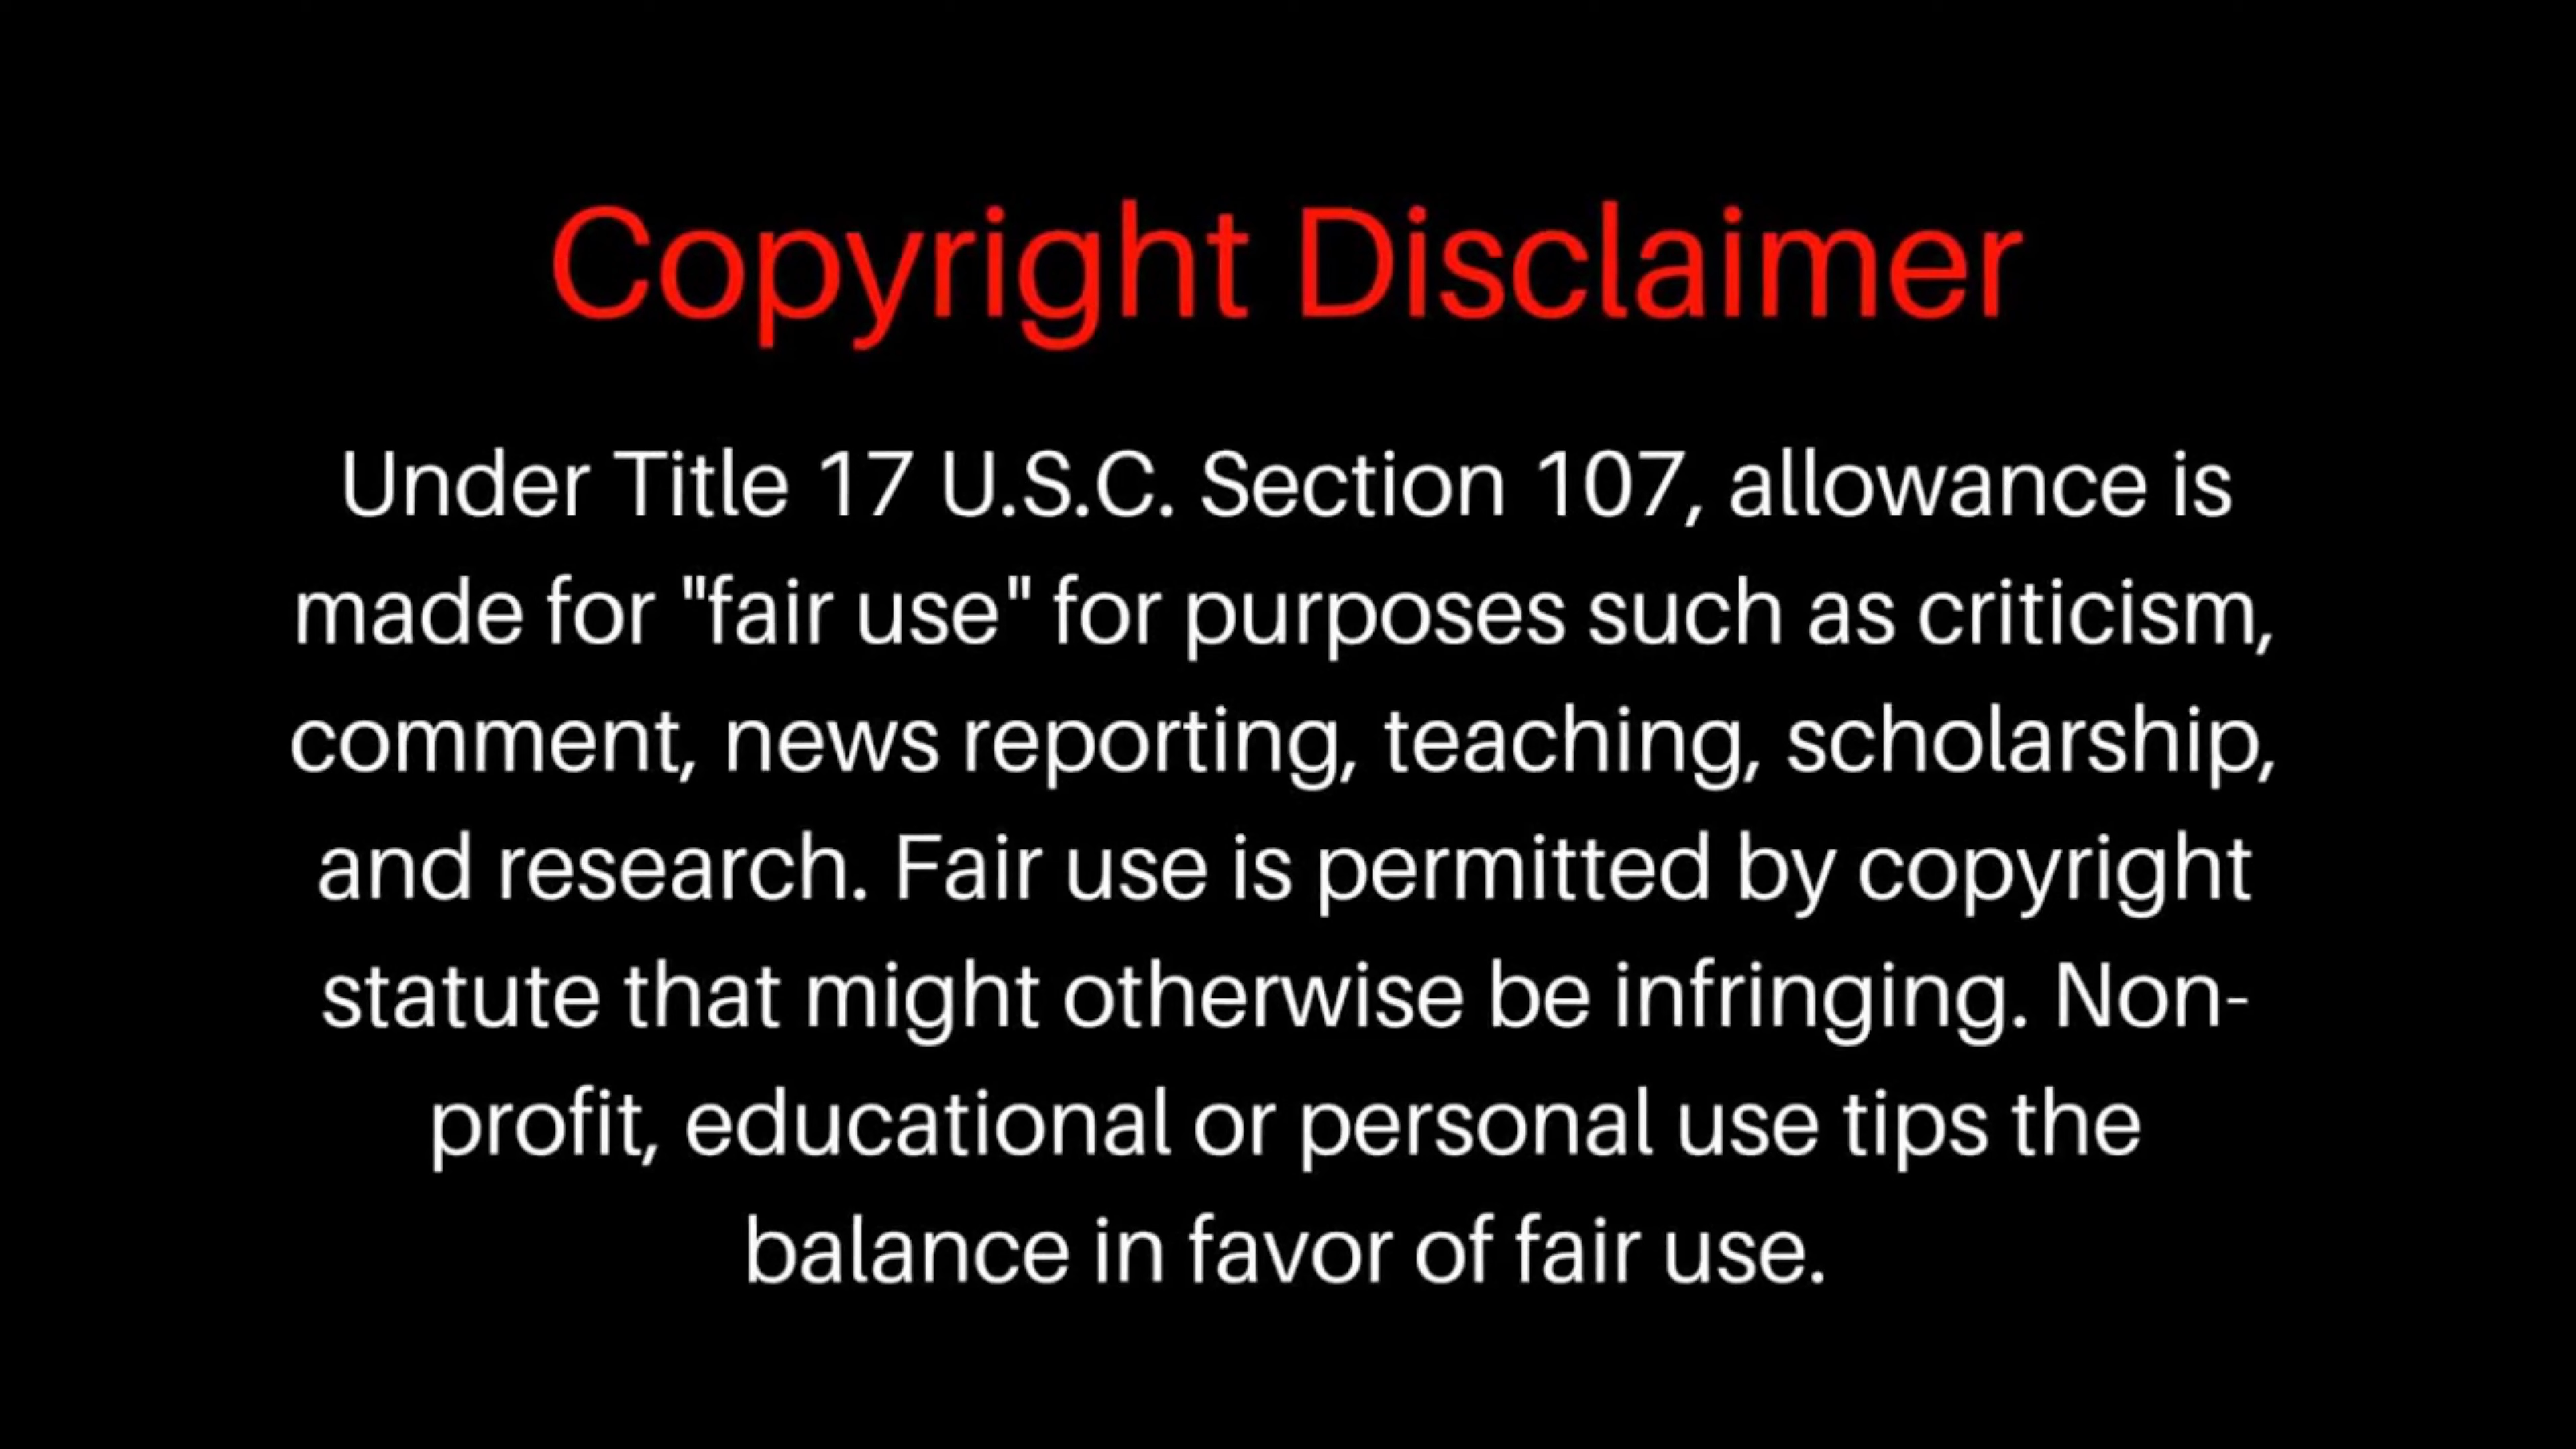 Copyright Disclaimer
Under Title 17 U.S.C. Section 107, allowance is
made for "fair use" for purposes such as criticism,
comment, news reporting, teaching, scholarship,
and research. Fair use is permitted by copyright
statute that might otherwise be infringing. Non-
profit, educational or personal use tips the
balance in favor of fair use.